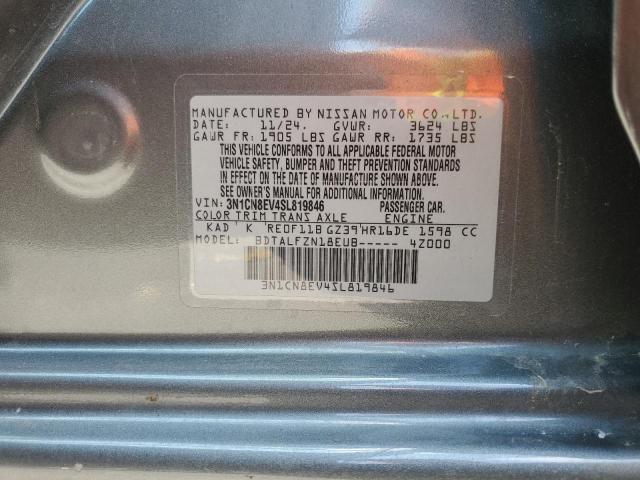 MANUFACTURED BY NISSAN MOTOR CO., LTD.
DATE: 11/24. GVWR: 3624 LBS
GAWR FR: 1905 LBS GAWR RR: 1735 LBS
THIS VEHICLE CONFORMS TO ALL APPLICABLE FEDERAL MOTOR
VEHICLE SAFETY, BUMPER AND THEFT PREVENTION STANDARDS
IN EFFECT ON THE DATE OF MANUFACTURE SHOWN ABOVE.
SEE OWNER'S MANUAL FOR ADDITIONAL INFORMATION.
VIN: 3N1CN8EV4SL819846 PASSENGER CAR.
COLOR TRIM TRANS AXLE ENGINE
KAD ' K 'RE0F11B GZ39'HR16DE 1598 CC
MODEL: BDTALFZN18EUB----- 4Z000
3N1CN8EV4SL819846